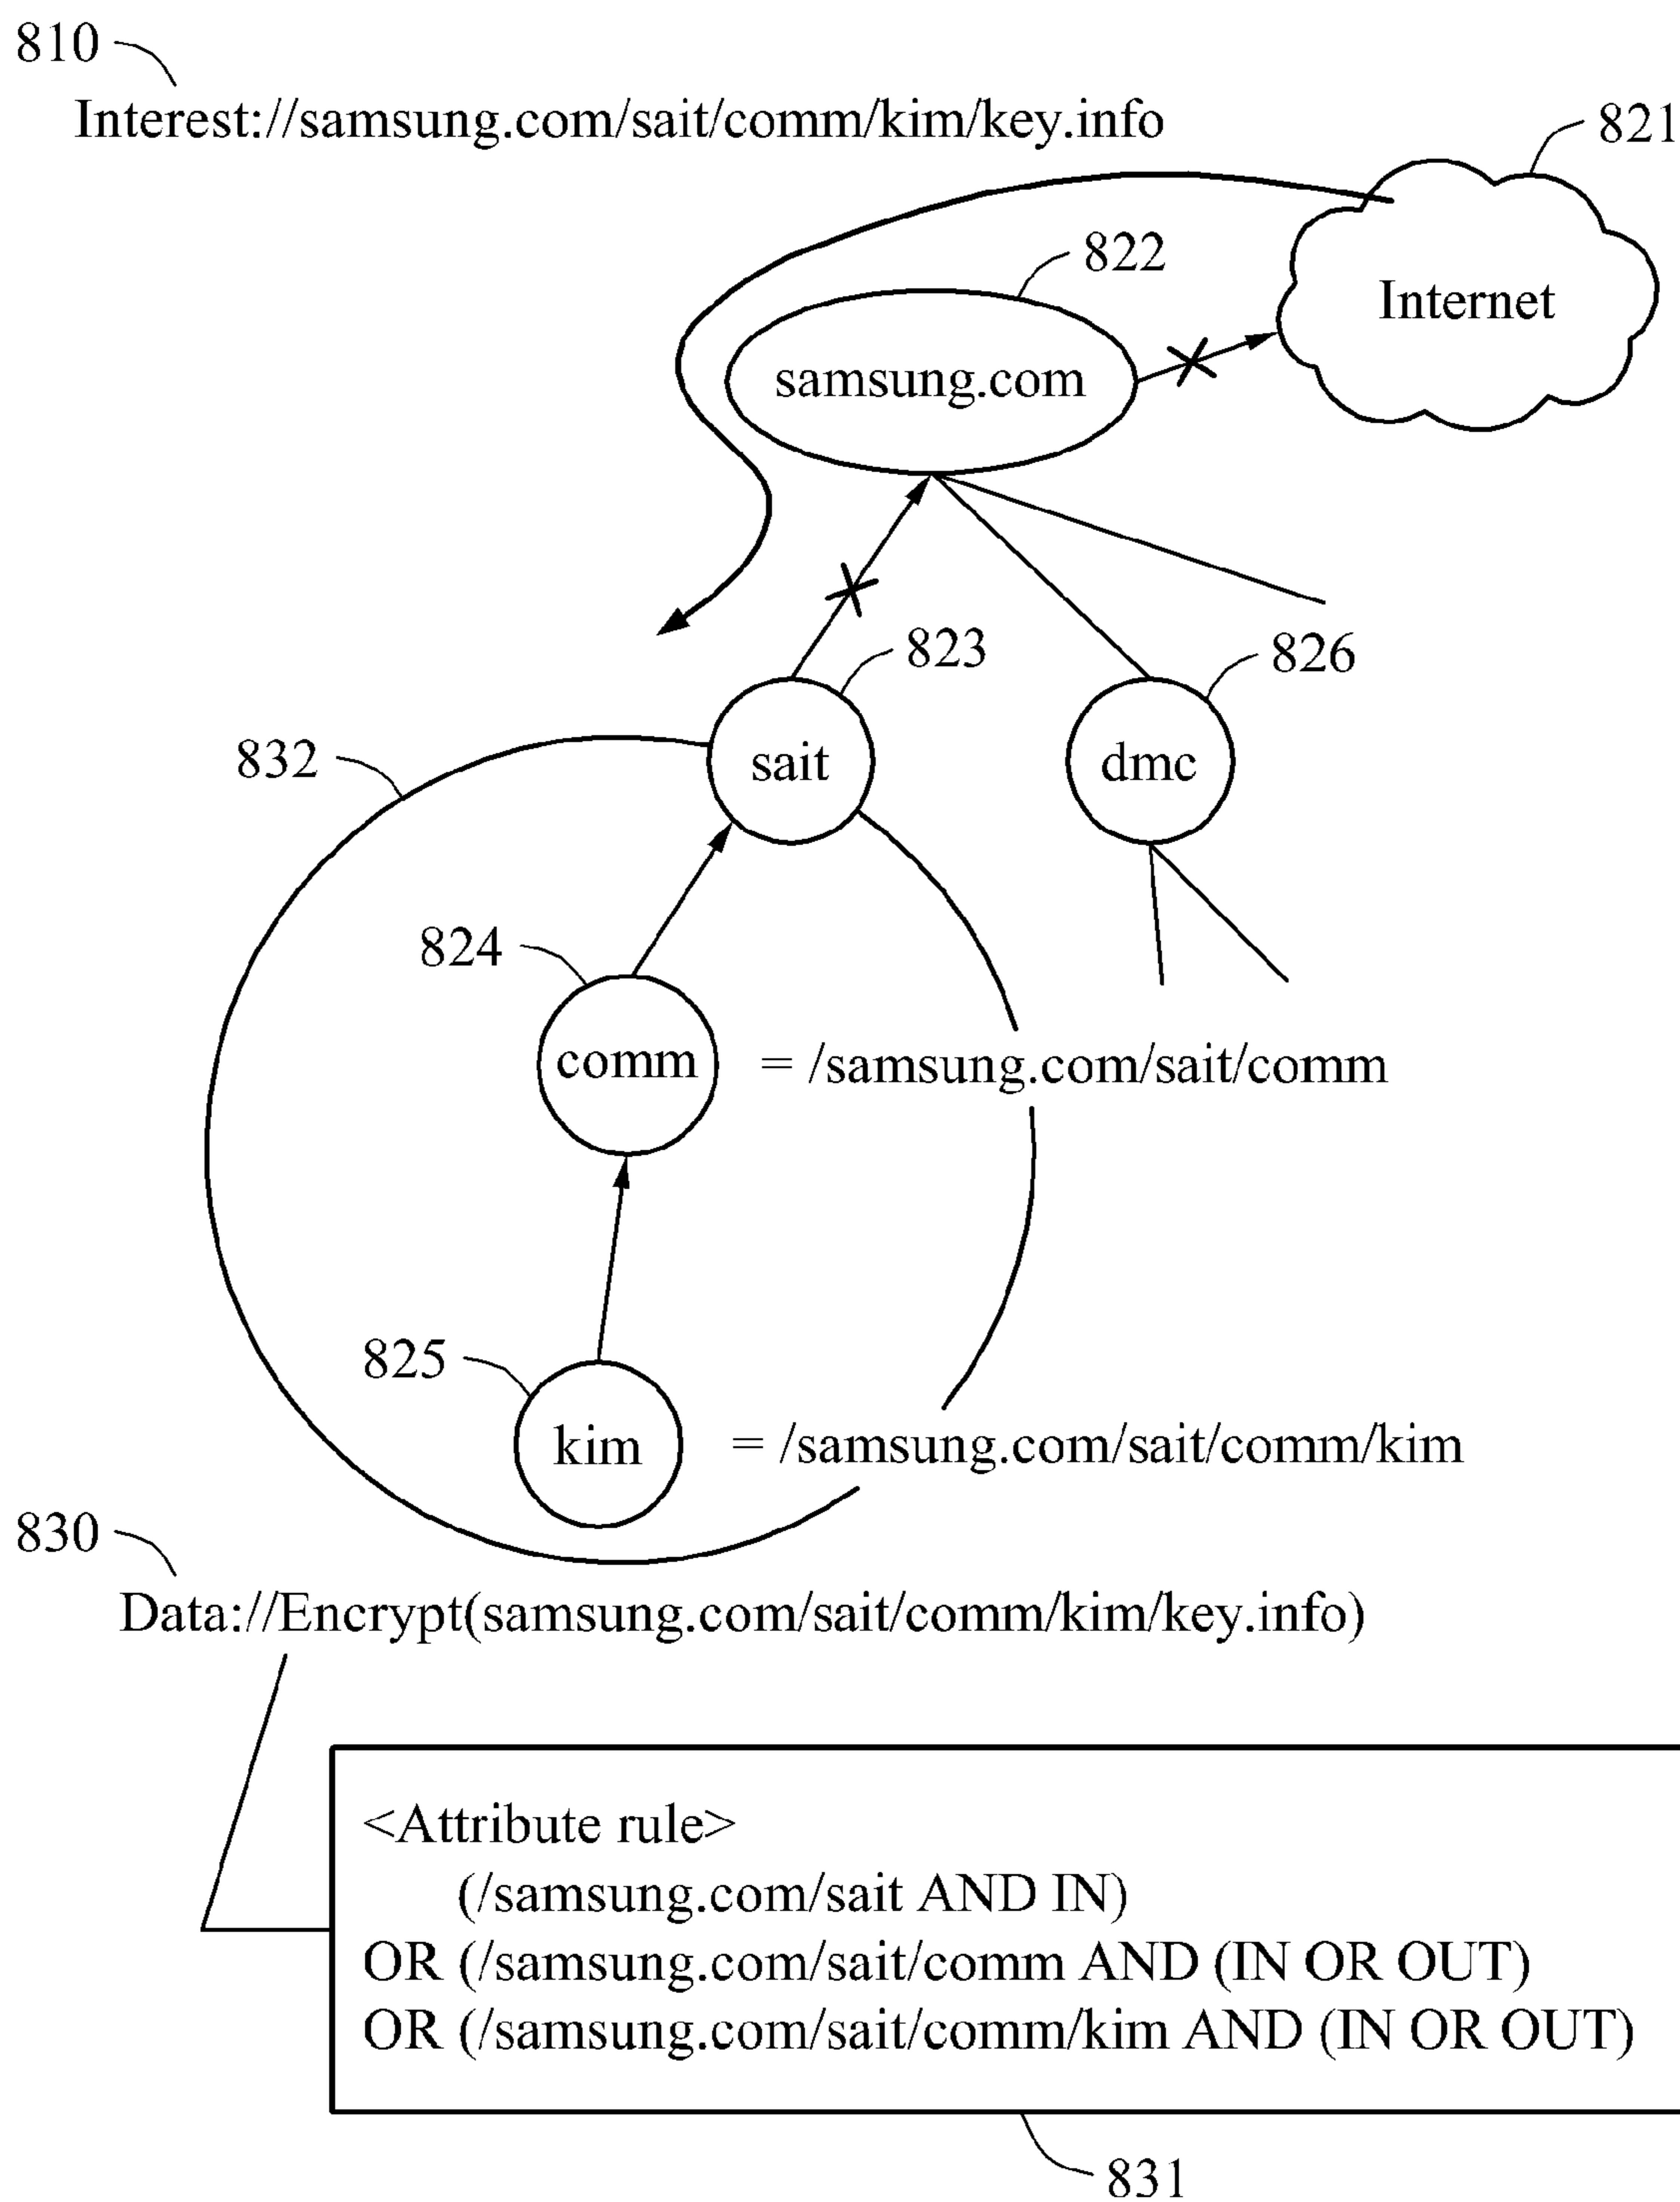 810
Interest://samsung.com/sait/comm/kim/key.info
821
822
Internet
samsung.com
823
826
832
sait
dmc
824
comm = /samsung.com/sait/comm
825
kim = /samsung.com/sait/comm/kim
830
Data://Encrypt(samsung.com/sait/comm/kim/key.info)
<Attribute rule>
(/samsung.com/sait AND IN)
OR (/samsung.com/sait/comm AND (IN OR OUT)
OR (/samsung.com/sait/comm/kim AND (IN OR OUT)
831